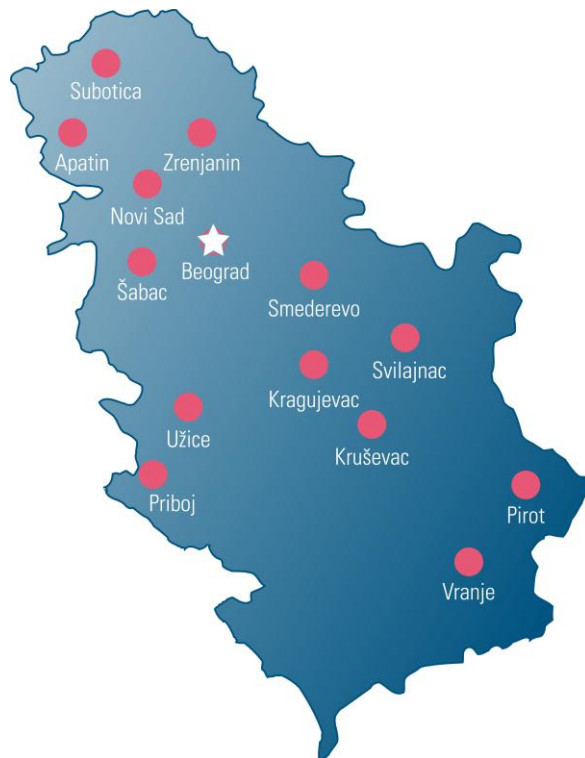 Subotica
Apatin
Zrenjanin
Novi Sad
Beograd
Šabac
Smederevo
Svilajnac
Kragujevac
Užice
Kruševac
Priboj
Pirot
Vranje